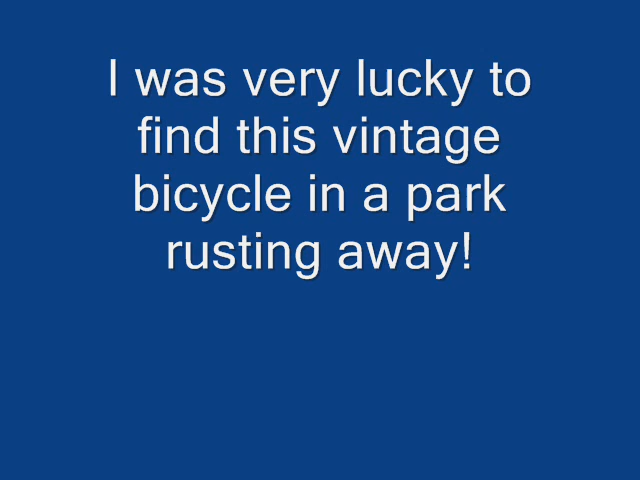 I was very lucky to
find this vintage
bicycle in a park
rusting away!